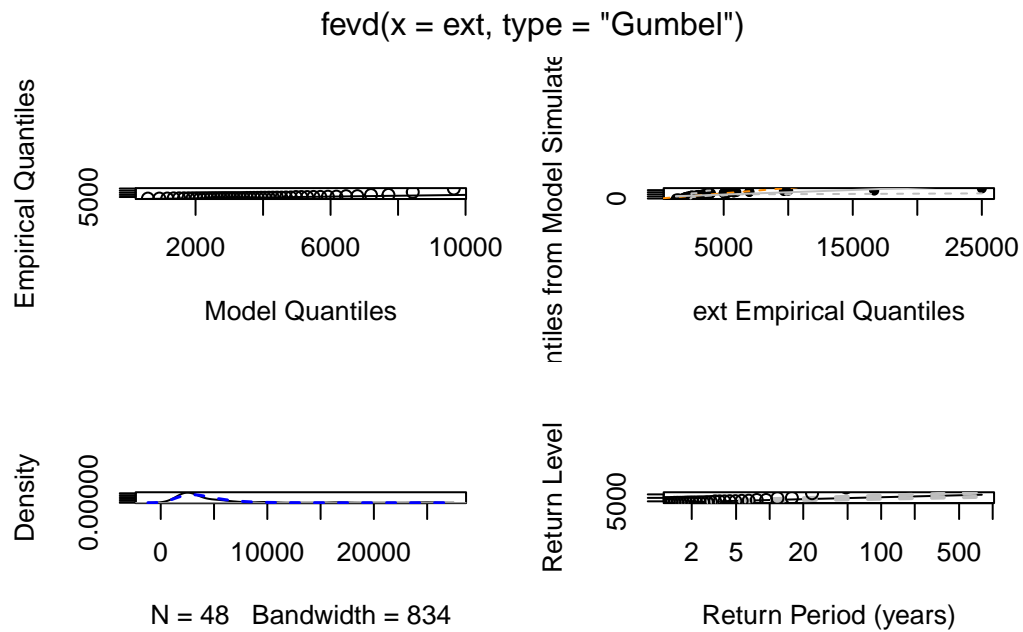 fevd(x = ext, type = "Gumbel")
Empirical Quantiles
5000
2000 6000 10000
Model Quantiles
ntiles from Model Simulate
0
5000 15000 25000
ext Empirical Quantiles
Density
0.00000
0 10000 20000
N = 48 Bandwidth = 834
Return Level
5000
2 5 20 100 500
Return Period (years)